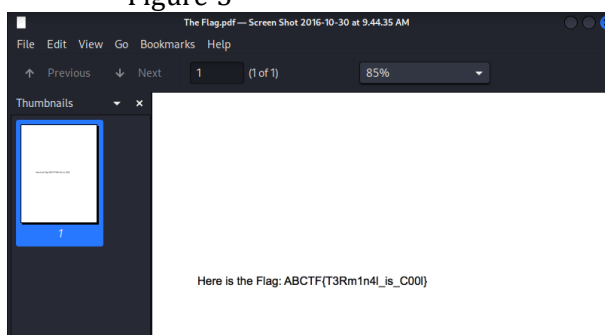 Figure 3
The Flag.pdf — Screen Shot 2016-10-30 at 9.44.35 AM
File Edit View Go Bookmarks Help
Previous Next 1 (1 of 1) 85%
Thumbnails
Here is the Flag: ABCTF{T3Rm1n4l_is_C00l}
1